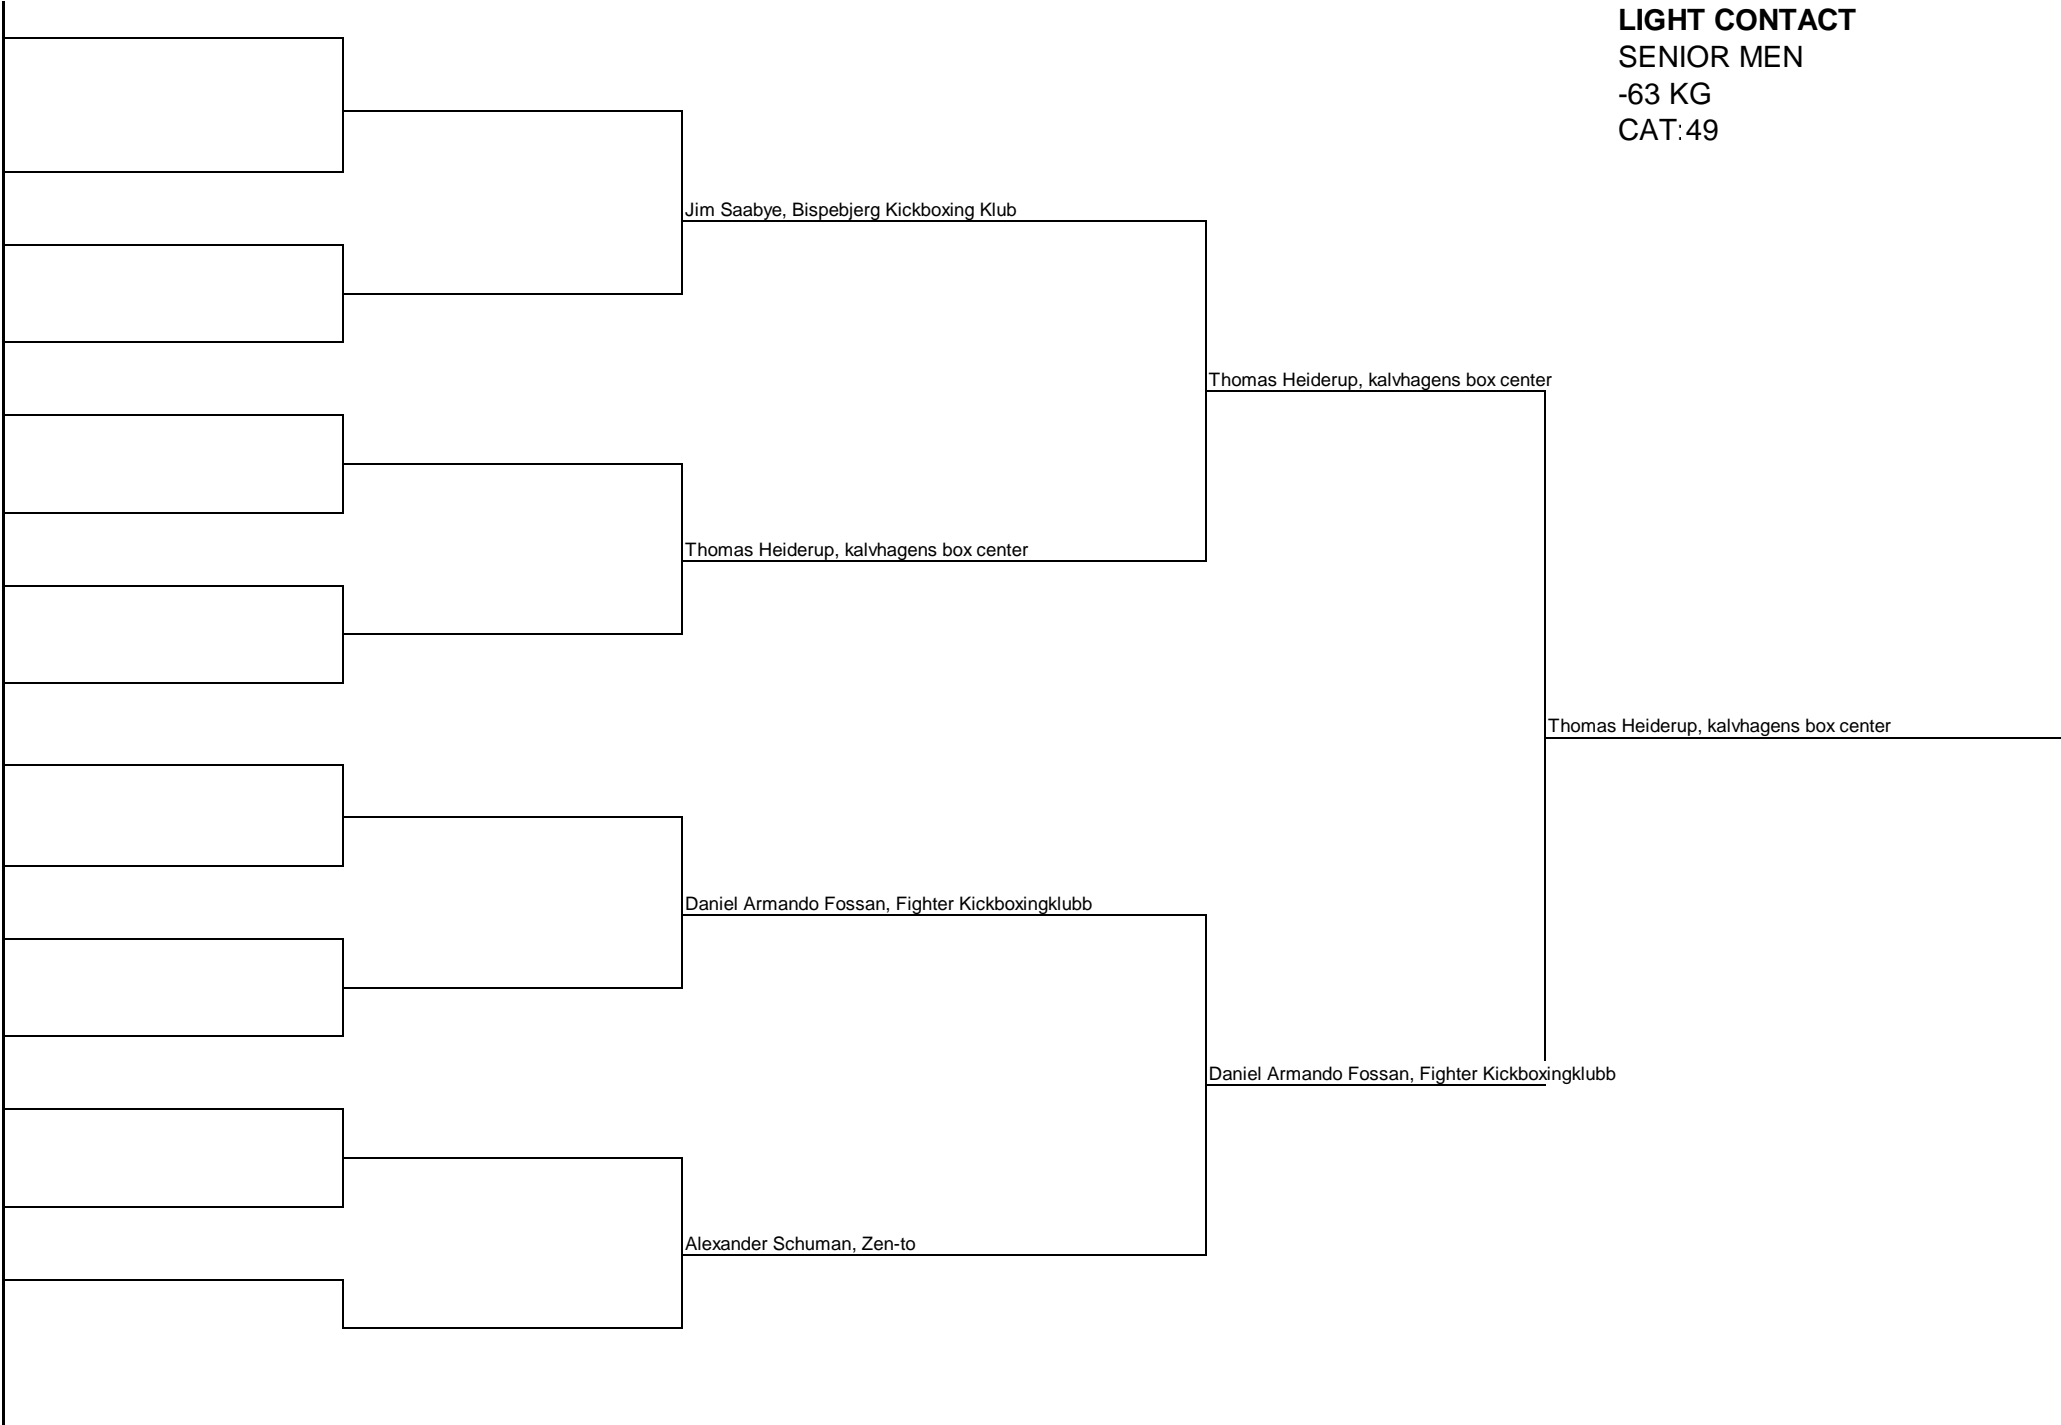 LIGHT CONTACT
SENIOR MEN
-63 KG
CAT:49
Jim Saabye, Bispebjerg Kickboxing Klub
Thomas Heiderup, kalvhagens box center
Thomas Heiderup, kalvhagens box center
Thomas Heiderup, kalvhagens box center
Daniel Armando Fossan, Fighter Kickboxingklubb
Daniel Armando Fossan, Fighter Kickboxingklubb
Alexander Schuman, Zen-to